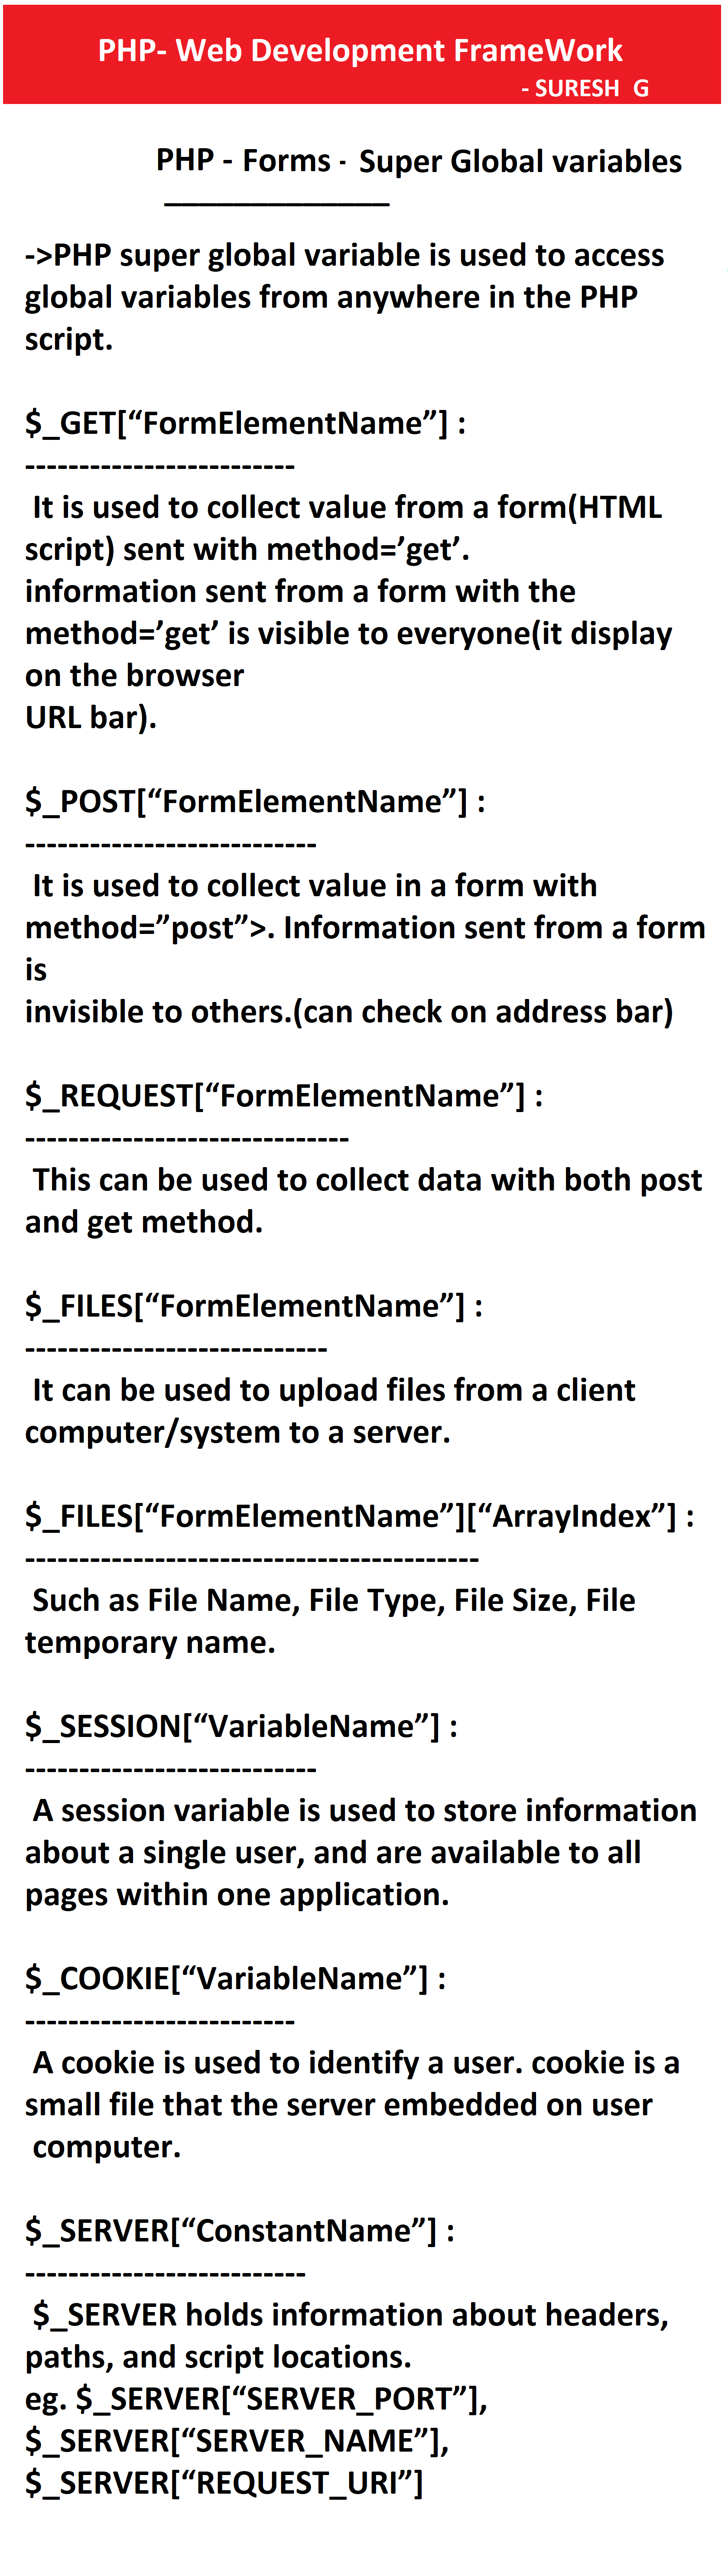 PHP- Web Development FrameWork
- SURESH G
PHP - Forms - Super Global variables
_______________
->PHP super global variable is used to access
global variables from anywhere in the PHP
script.
$_GET[“FormElementName”] :
-------------------------
It is used to collect value from a form(HTML
script) sent with method=’get’.
information sent from a form with the
method=’get’ is visible to everyone(it display
on the browser
URL bar).
$_POST[“FormElementName”] :
---------------------------
It is used to collect value in a form with
method=”post”>. Information sent from a form
is
invisible to others.(can check on address bar)
$_REQUEST[“FormElementName”] :
------------------------------
This can be used to collect data with both post
and get method.
$_FILES[“FormElementName”] :
----------------------------
It can be used to upload files from a client
computer/system to a server.
$_FILES[“FormElementName”][“ArrayIndex”] :
------------------------------------------
Such as File Name, File Type, File Size, File
temporary name.
$_SESSION[“VariableName”] :
---------------------------
A session variable is used to store information
about a single user, and are available to all
pages within one application.
$_COOKIE[“VariableName”] :
-------------------------
A cookie is used to identify a user. cookie is a
small file that the server embedded on user
computer.
$_SERVER[“ConstantName”] :
--------------------------
$_SERVER holds information about headers,
paths, and script locations.
eg. $_SERVER[“SERVER_PORT”],
$_SERVER[“SERVER_NAME”],
$_SERVER[“REQUEST_URI”]